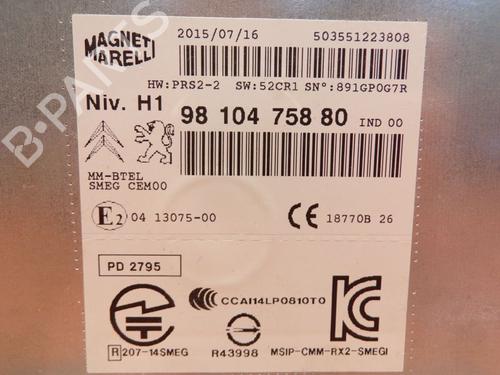 MAGNETI MARELLI
2015/07/16 503551223808
HW:PRS2-2 SW:52CR1 SN°:891GP0G7R
Niv. H1 98 104 758 80 IND 00
MM-BTEL
SMEG CEM00
E2 04 13075-00 CE 18770B 26
PD 2795
CCAI14LP0810T0
R 207-14SMEG R43998 MSIP-CMM-RX2-SMEGI
B-PARTS